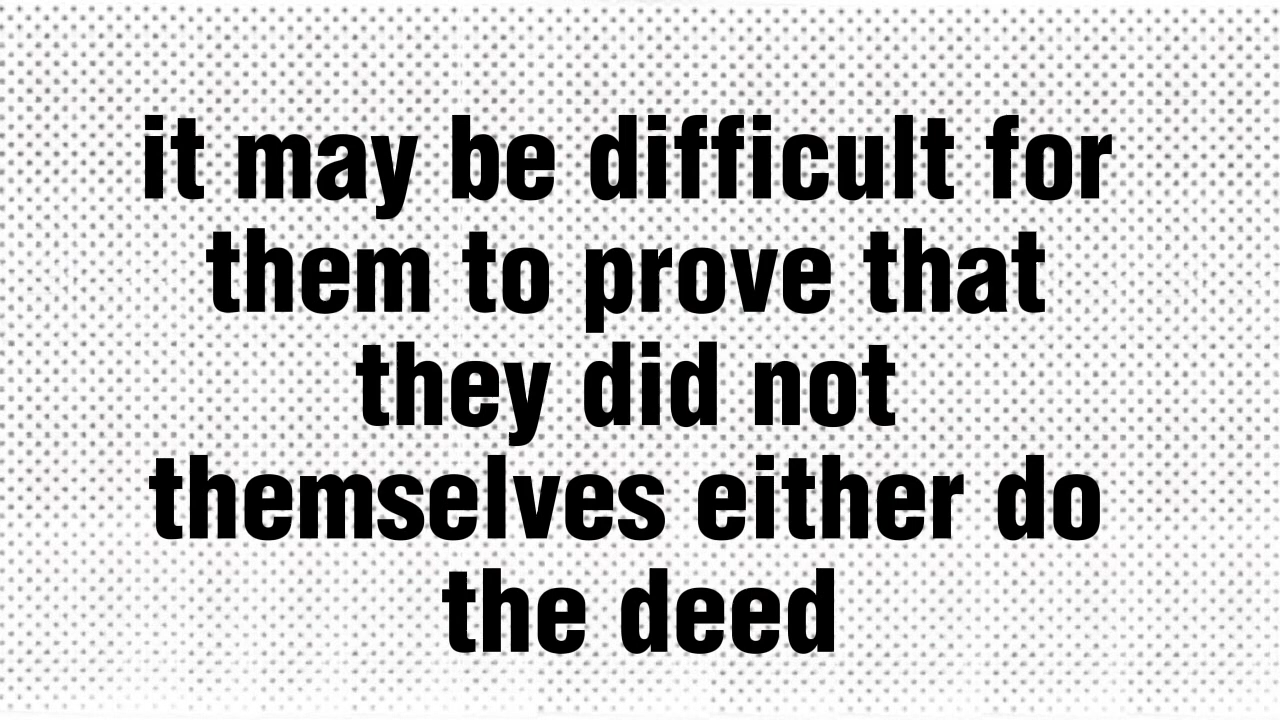 it may be difficult for
them to prove that
they did not
themselves either do
the deed